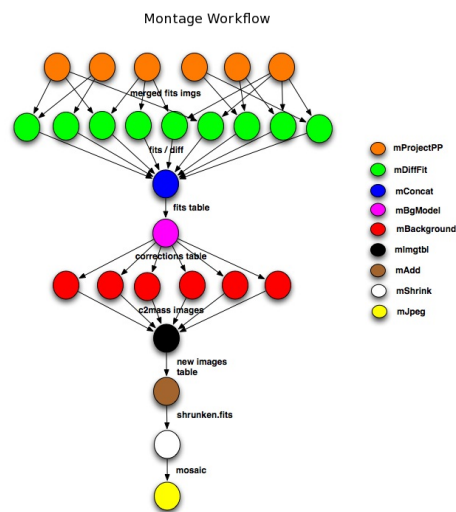 Montage Workflow
merged fits imgs
fits / diff
fits table
corrections table
c2mass images
new images
table
shrunken.fits
mosaic
mProjectPP
mDiffFit
mConcat
mBgModel
mBackground
mImgtbl
mAdd
mShrink
mJpeg